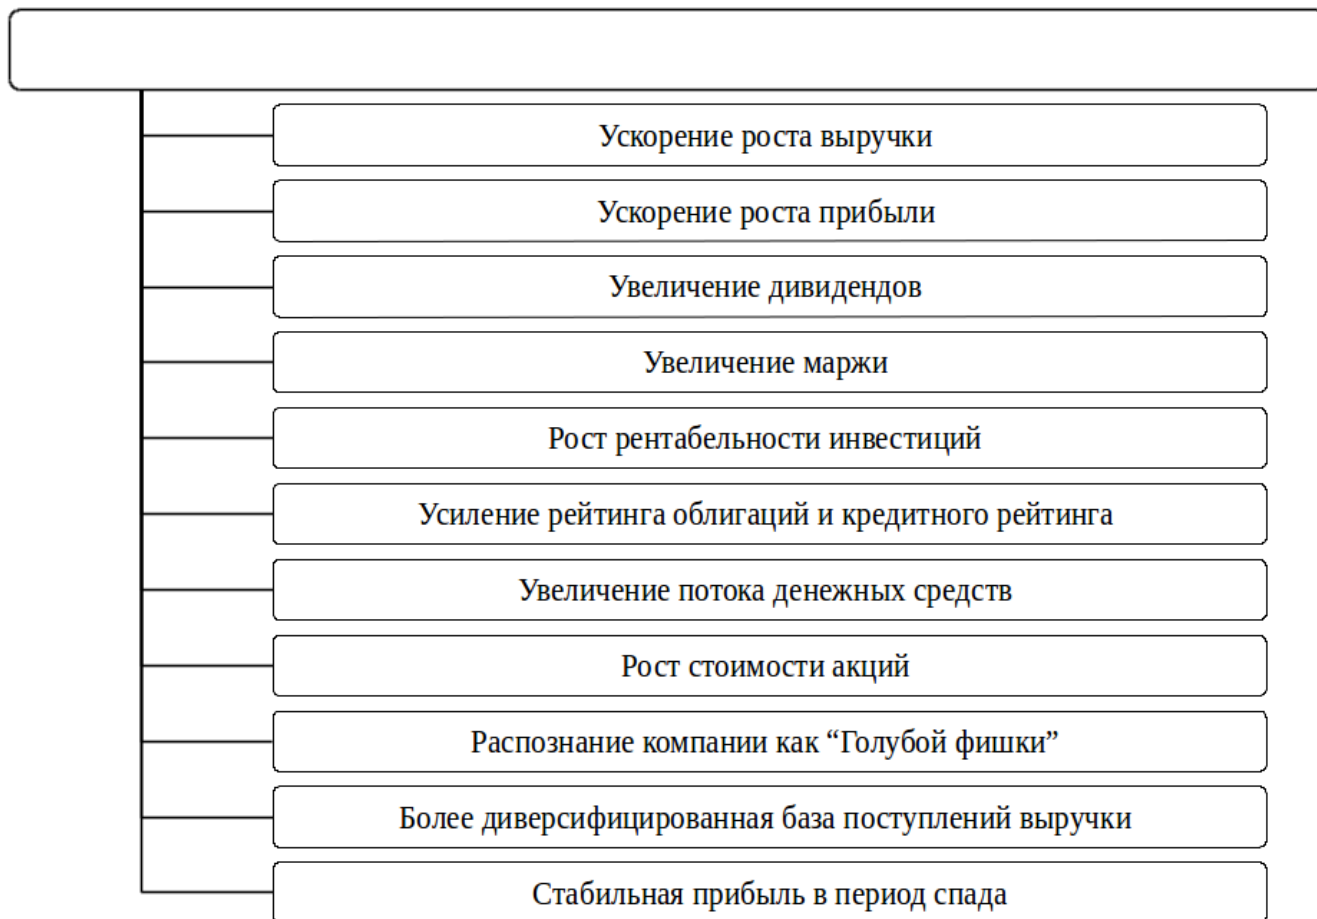 Ускорение роста выручки
Ускорение роста прибыли
Увеличение дивидендов
Увеличение маржи
Рост рентабельности инвестиций
Усиление рейтинга облигаций и кредитного рейтинга
Увеличение потока денежных средств
Рост стоимости акций
Распознание компании как “Голубой фишки”
Более диверсифицированная база поступлений выручки
Стабильная прибыль в период спада